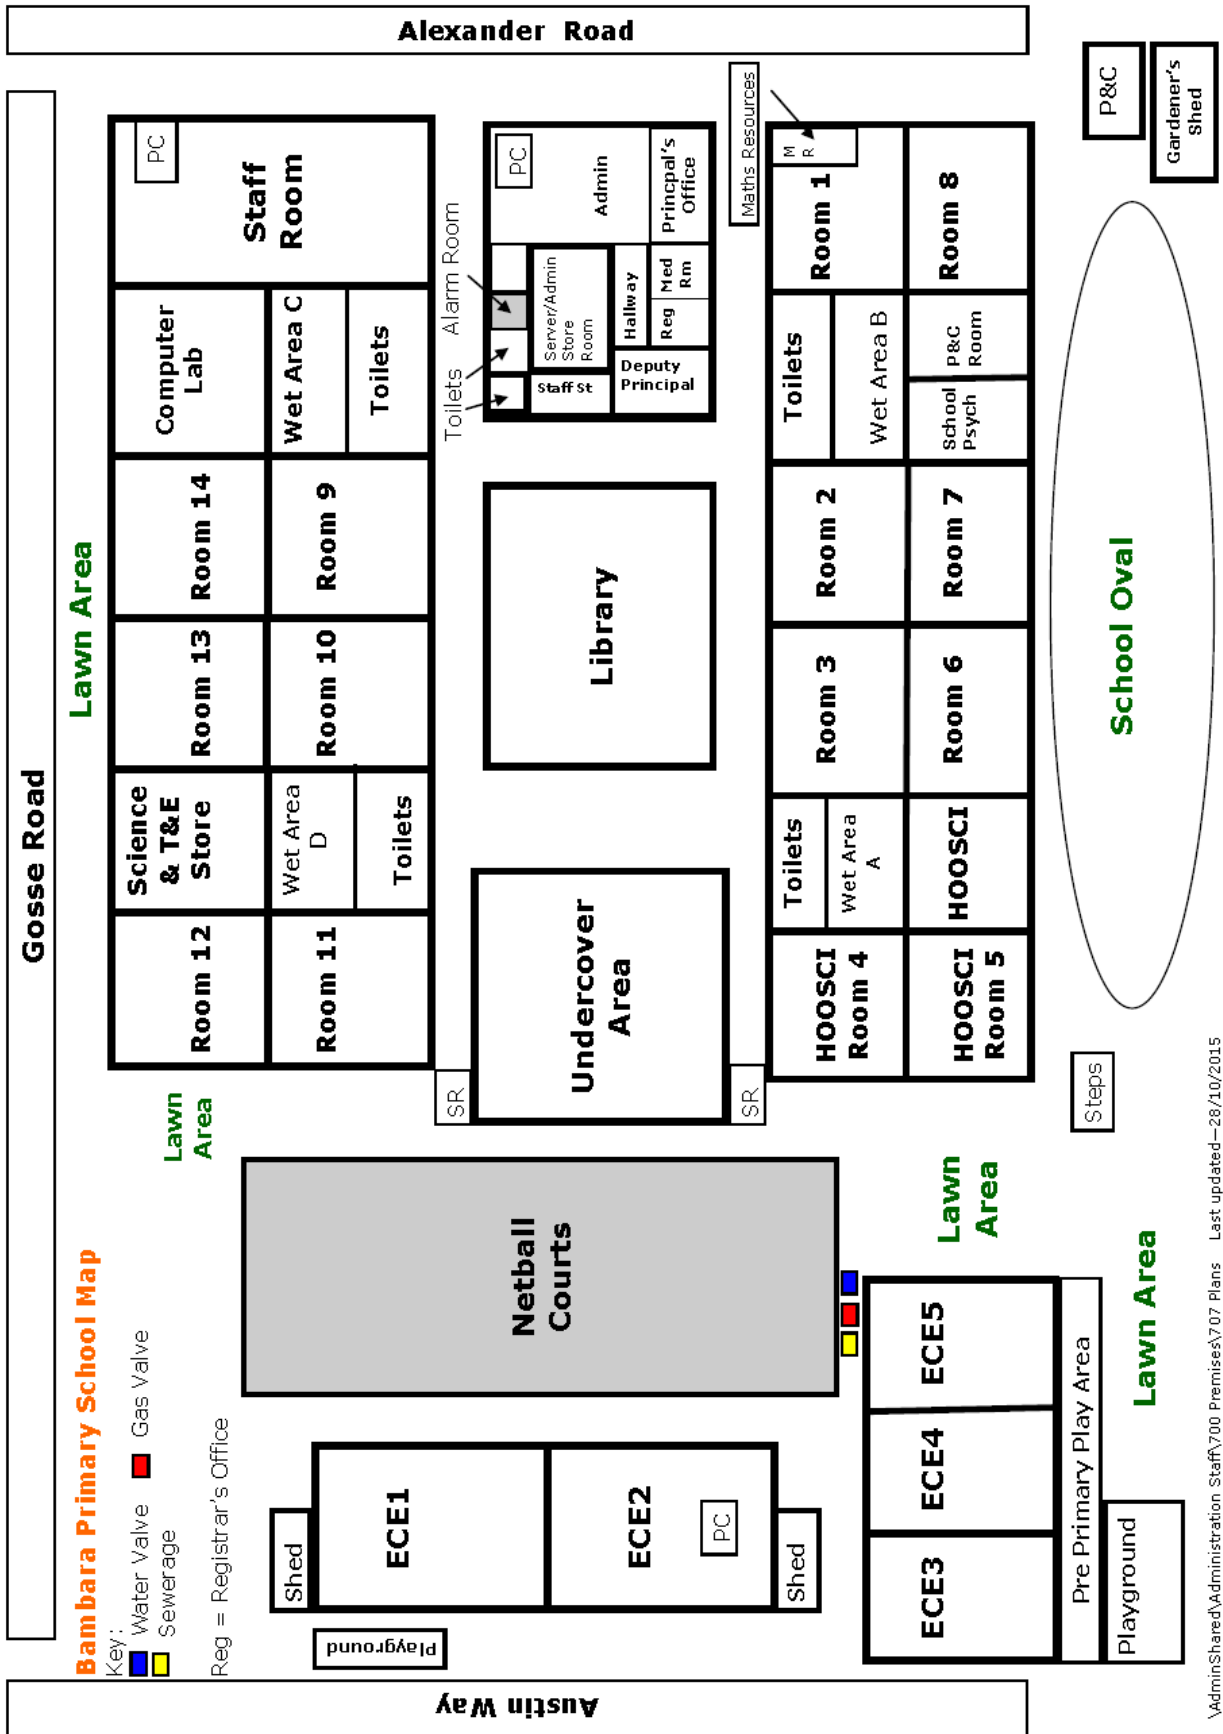 Alexander Road
Gosse Road
Austin Way
Bambara Primary School Map
Key:
Water Valve
Gas Valve
Sewerage
Reg = Registrar's Office
Lawn Area
PC
Staff
Room
Computer
Lab
Wet Area C
Toilets
Room 14
Room 9
Room 13
Room 10
Science
& T&E
Store
Wet Area
D
Toilets
Room 12
Room 11
Lawn
Area
Toilets
Alarm Room
PC
Admin
Princpal's
Office
Server/Admin
Store
Room
Hallway
Reg
Med
Rm
Staff St
Deputy
Principal
Library
Undercover
Area
SR
SR
Maths Resources
M
R
Room 1
Room 8
Toilets
Wet Area B
P&C
Room
School
Psych
Room 2
Room 7
Room 3
Room 6
Toilets
Wet Area
A
HOOSCI
HOOSCI
Room 4
HOOSCI
Room 5
P&C
Gardener's
Shed
School Oval
Steps
Netball
Courts
Lawn
Area
Lawn Area
Shed
ECE1
ECE2
PC
Shed
Playground
ECE3
ECE4
ECE5
Pre Primary Play Area
Playground
\AdminShared\Administration Staff\700 Premises\707 Plans Last updated—28/10/2015